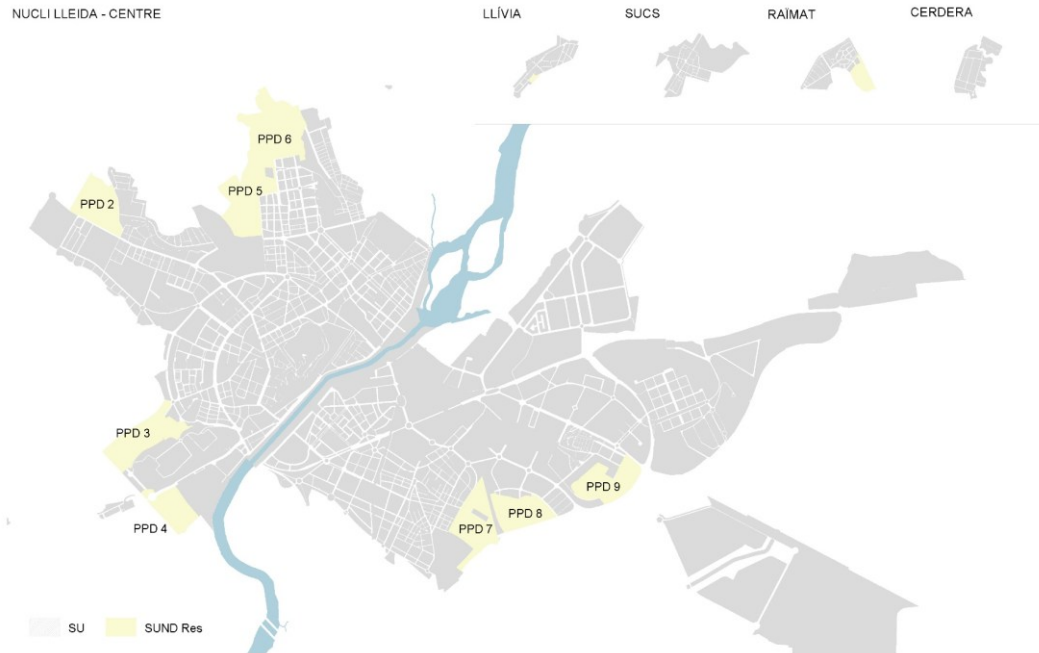 NUCLI LLEIDA - CENTRE
LLÍVIA
SUCS
RAÏMAT
CERDERA
PPD 6
PPD 5
PPD 2
PPD 3
PPD 4
PPD 9
PPD 8
PPD 7
SU
SUND Res